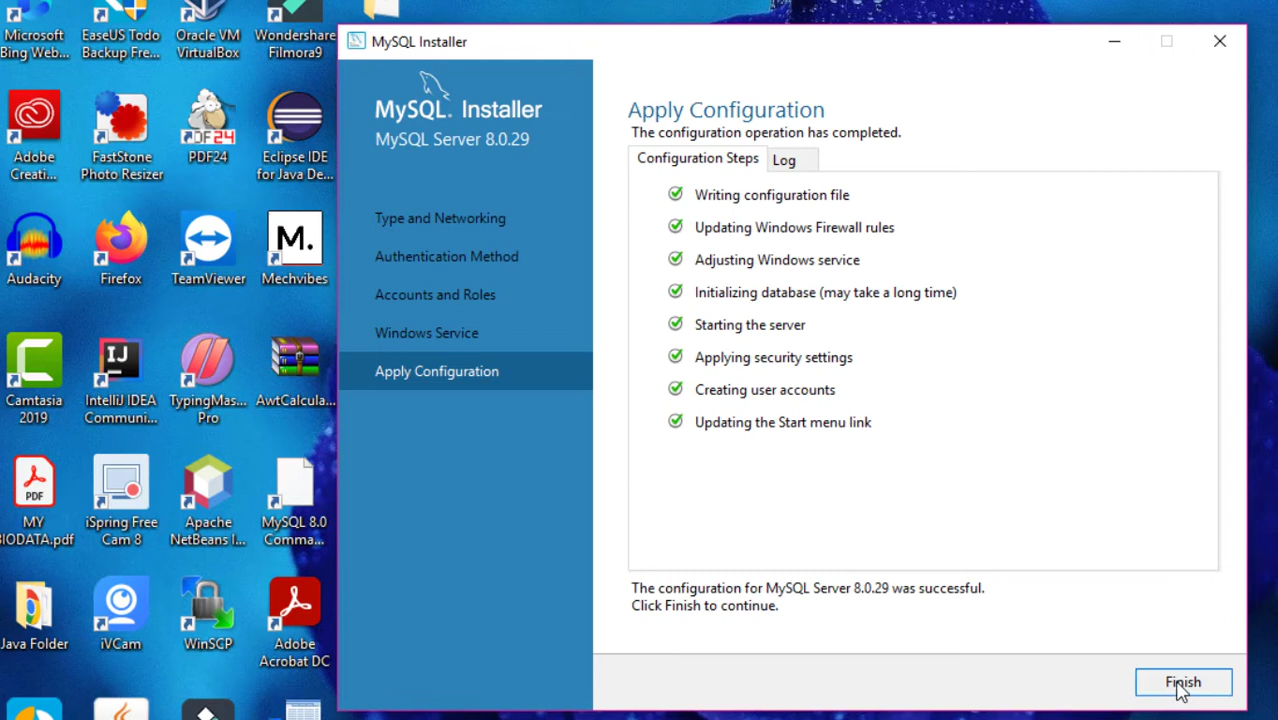 Microsoft
Bing Web...
EaseUS Todo
Backup Fre...
Oracle VM
VirtualBox
Wondershare
Filmora9
Adobe
Creati...
FastStone
Photo Resizer
PDF24
PDF24
Eclipse IDE
for Java De...
Audacity
Firefox
TeamViewer
M.
Mechvibes
Camtasia
2019
IJ
IntelliJ IDEA
Communi...
TypingMas...
Pro
AwtCalcula...
PDF
MY
BIODATA.pdf
iSpring Free
Cam 8
Apache
NetBeans I...
MySQL 8.0
Comma...
Java Folder
iVCam
WinSCP
Adobe
Acrobat DC
MySQL Installer
MySQL. Installer
MySQL Server 8.0.29
Type and Networking
Authentication Method
Accounts and Roles
Windows Service
Apply Configuration
Apply Configuration
The configuration operation has completed.
Configuration Steps
Log
Writing configuration file
Updating Windows Firewall rules
Adjusting Windows service
Initializing database (may take a long time)
Starting the server
Applying security settings
Creating user accounts
Updating the Start menu link
The configuration for MySQL Server 8.0.29 was successful.
Click Finish to continue.
Finish